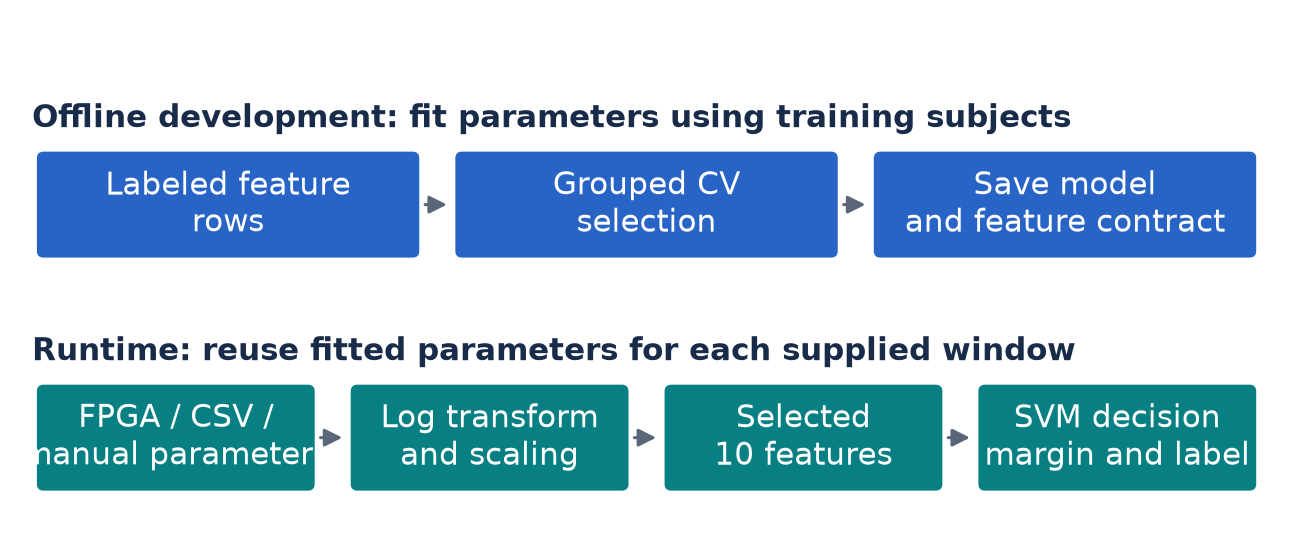 Offline development: fit parameters using training subjects
Labeled feature
rows
Grouped CV
selection
Save model
and feature contract
Runtime: reuse fitted parameters for each supplied window
FPGA / CSV /
manual parameters
Log transform
and scaling
Selected
10 features
SVM decision
margin and label